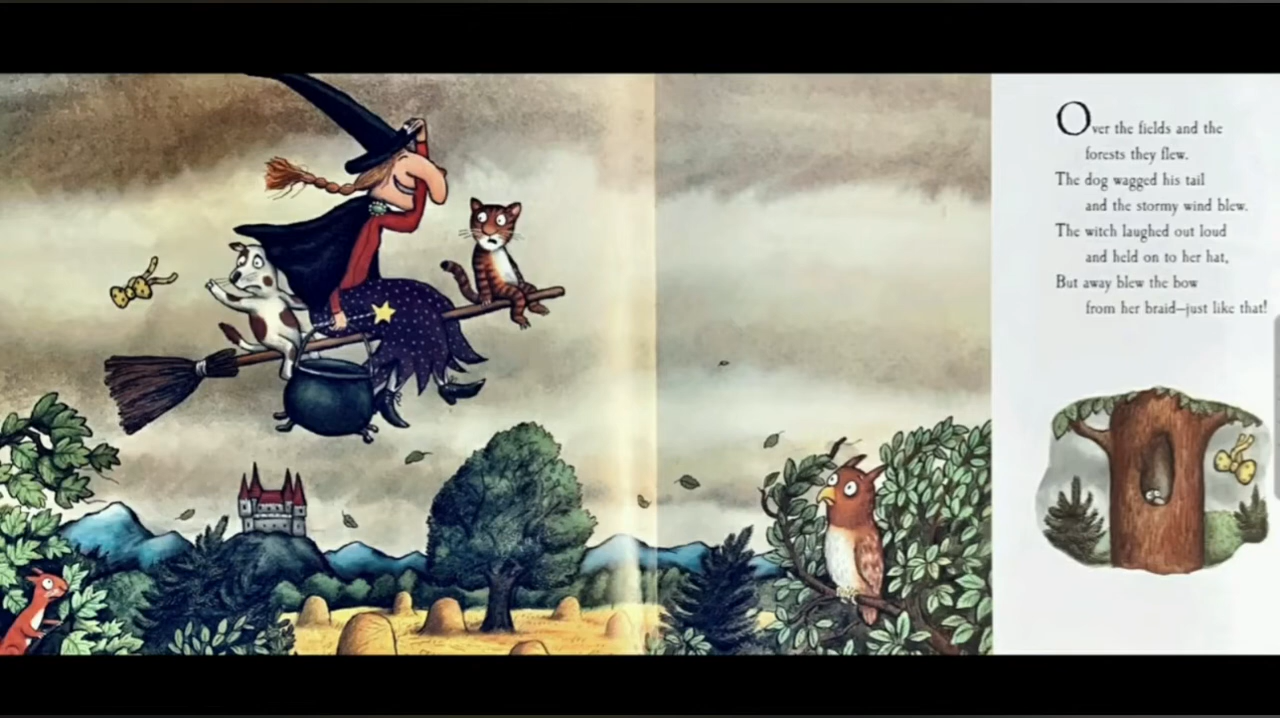 Over the fields and the
forests they flew.
The dog wagged his tail
and the stormy wind blew.
The witch laughed out loud
and held on to her hat,
But away blew the bow
from her braid—just like that!